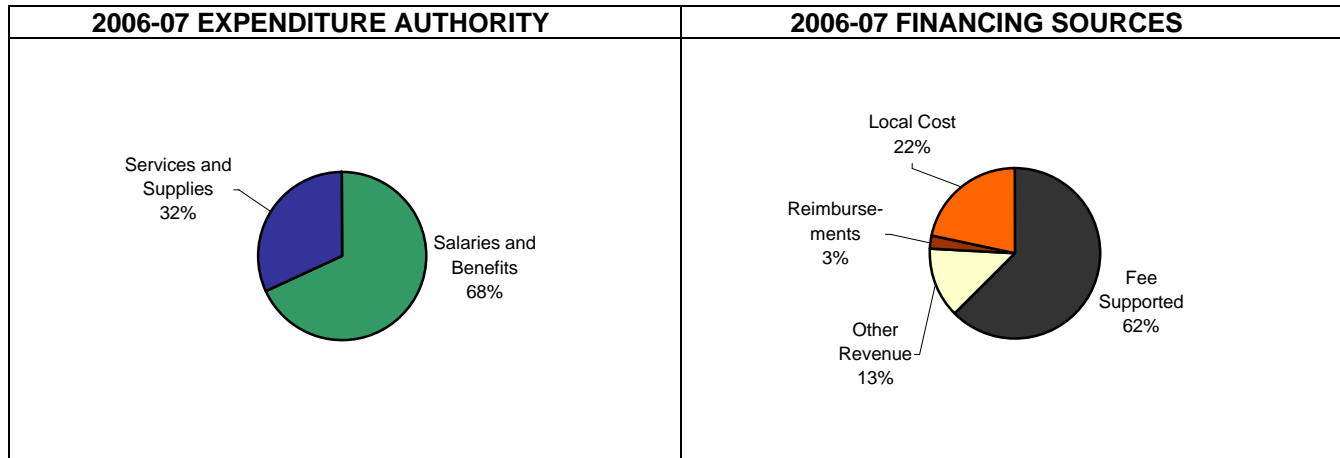 2006-07 EXPENDITURE AUTHORITY
Services and
Supplies
32%
Salaries and
Benefits
68%
2006-07 FINANCING SOURCES
Local Cost
22%
Reimburse-
ments
3%
Other
Revenue
13%
Fee
Supported
62%